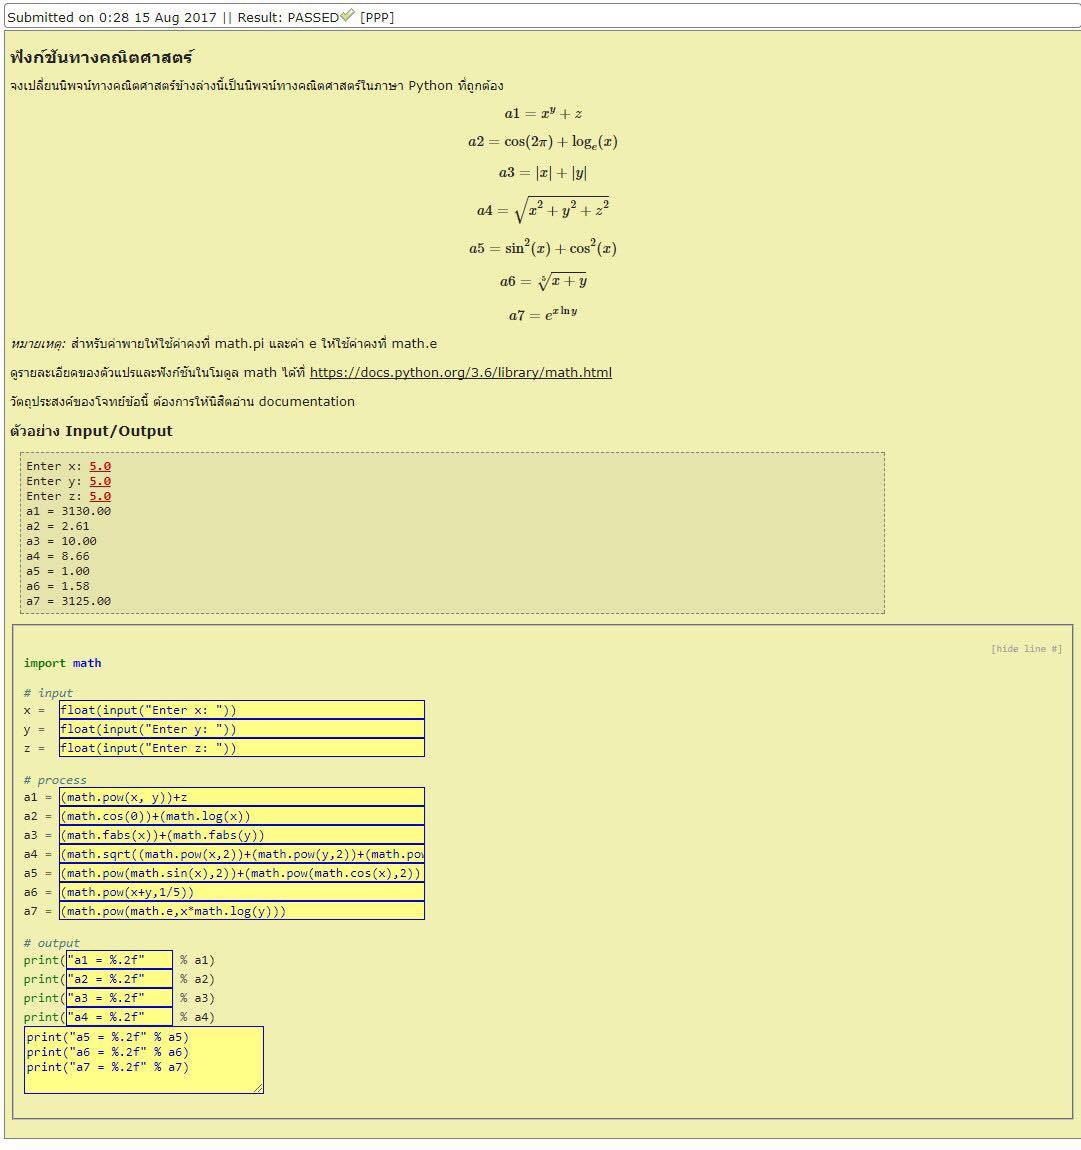 Submitted on 0:28 15 Aug 2017 || Result: PASSED [PPP]
ฟังก์ชันทางคณิตศาสตร์
จงเปลี่ยนนิพจน์ทางคณิตศาสตร์ข้างล่างนี้เป็นนิพจน์ทางคณิตศาสตร์ในภาษา Python ที่ถูกต้อง
a1 = x^y + z
a2 = cos(2π) + log_e(x)
a3 = |x| + |y|
a4 = √(x² + y² + z²)
a5 = sin²(x) + cos²(x)
a6 = ⁵√(x + y)
a7 = e^(x ln y)
หมายเหตุ: สำหรับค่าพายให้ใช้ค่าคงที่ math.pi และค่า e ให้ใช้ค่าคงที่ math.e
ดูรายละเอียดของตัวแปรและฟังก์ชันในโมดูล math ได้ที่ https://docs.python.org/3.6/library/math.html
วัตถุประสงค์ของโจทย์ข้อนี้ ต้องการให้นิสิตอ่าน documentation
ตัวอย่าง Input/Output
Enter x: 5.0
Enter y: 5.0
Enter z: 5.0
a1 = 3130.00
a2 = 2.61
a3 = 10.00
a4 = 8.66
a5 = 1.00
a6 = 1.58
a7 = 3125.00
[hide line #]
import math
# input
x = float(input("Enter x: "))
y = float(input("Enter y: "))
z = float(input("Enter z: "))
# process
a1 = (math.pow(x, y))+z
a2 = (math.cos(0))+(math.log(x))
a3 = (math.fabs(x))+(math.fabs(y))
a4 = (math.sqrt((math.pow(x,2))+(math.pow(y,2))+(math.pow
a5 = (math.pow(math.sin(x),2))+(math.pow(math.cos(x),2))
a6 = (math.pow(x+y,1/5))
a7 = (math.pow(math.e,x*math.log(y)))
# output
print("a1 = %.2f" % a1)
print("a2 = %.2f" % a2)
print("a3 = %.2f" % a3)
print("a4 = %.2f" % a4)
print("a5 = %.2f" % a5)
print("a6 = %.2f" % a6)
print("a7 = %.2f" % a7)